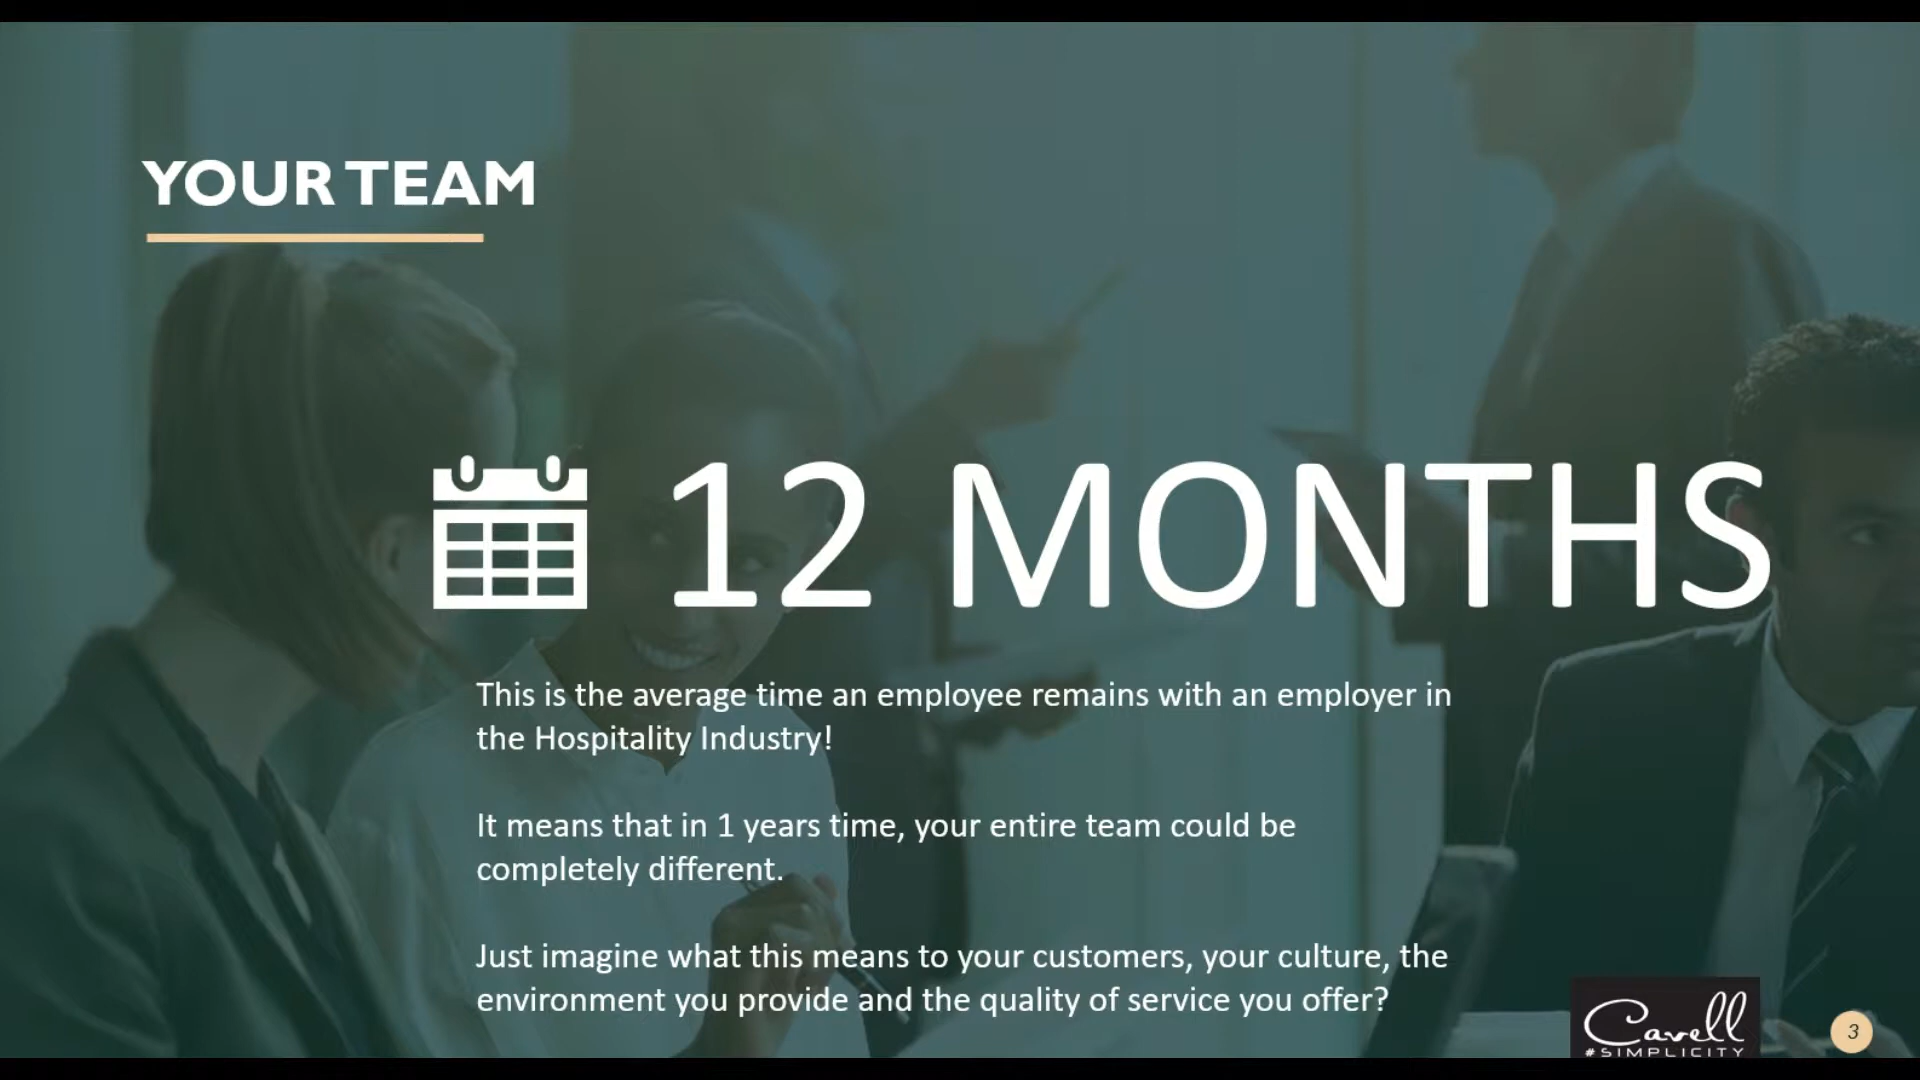 YOUR TEAM
12 MONTHS
This is the average time an employee remains with an employer in
the Hospitality Industry!
It means that in 1 years time, your entire team could be
completely different.
Just imagine what this means to your customers, your culture, the
environment you provide and the quality of service you offer?
Cavell
#SIMPLICITY
3